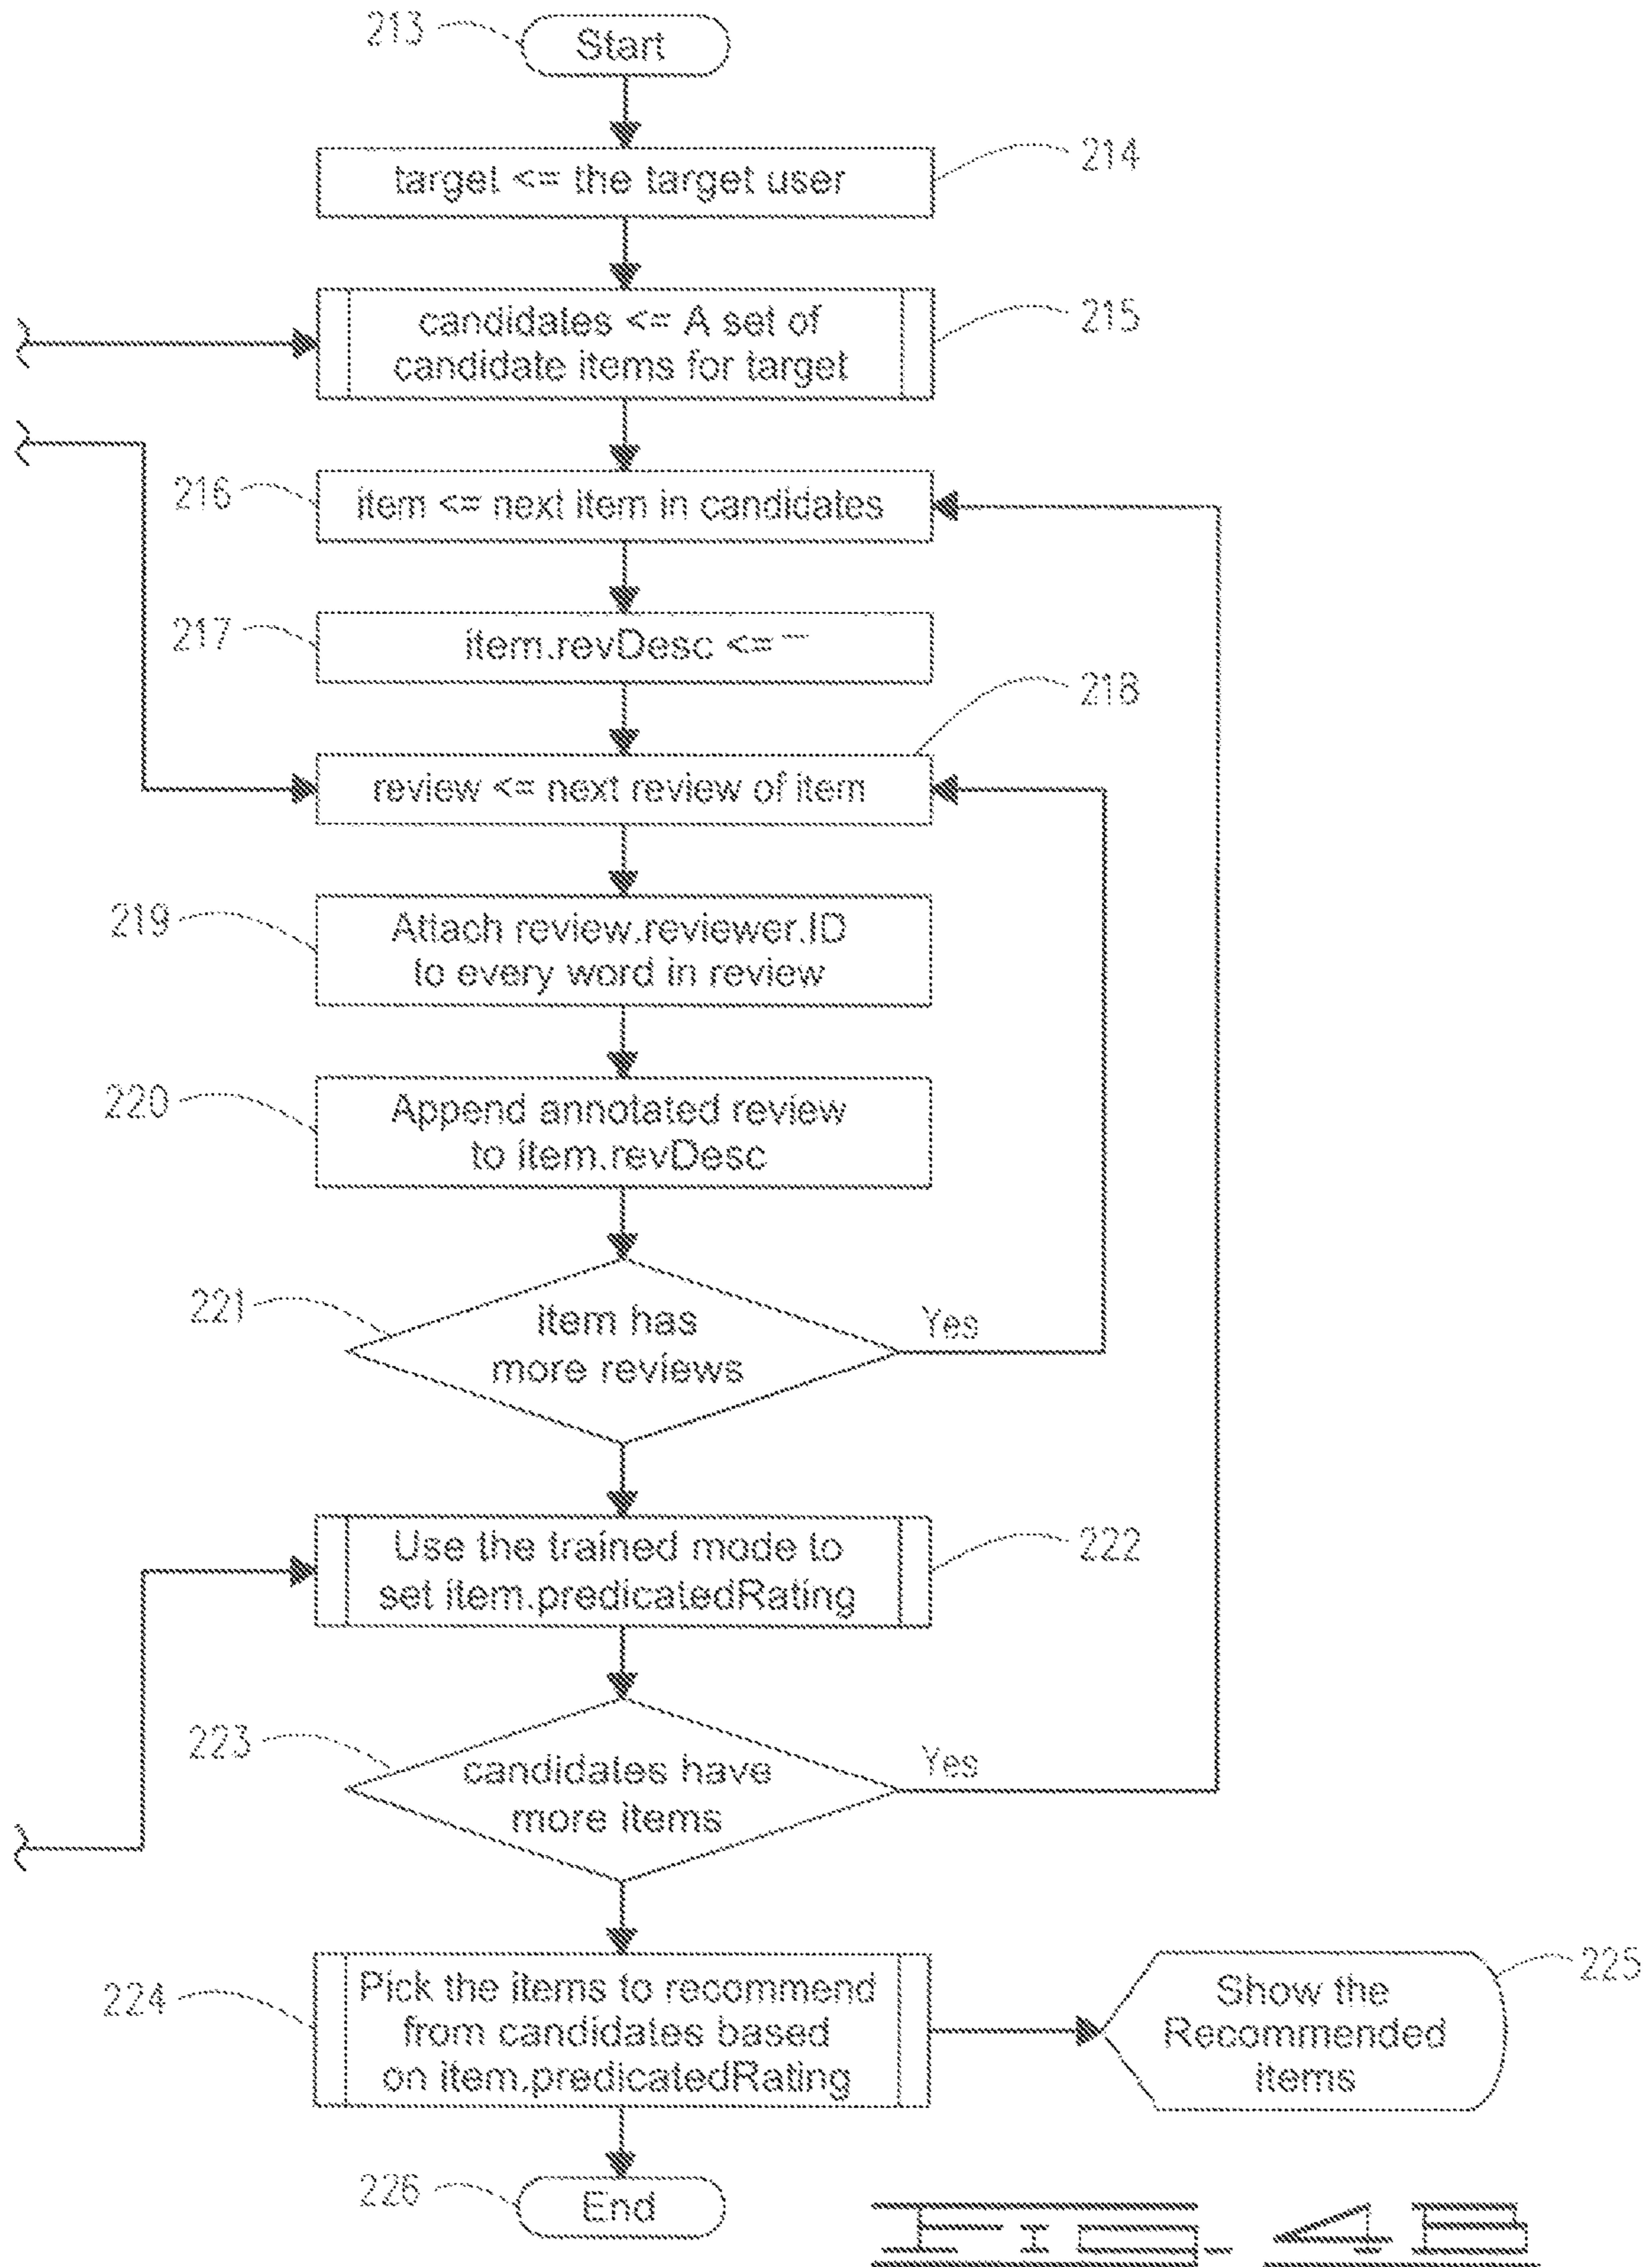 213
Start
target <= the target user
214
candidates <= A set of
candidate items for target
215
216
item <= next item in candidates
217
item.revDesc <= ""
218
review <= next review of item
219
Attach review.reviewer.ID
to every word in review
220
Append annotated review
to item.revDesc
221
item has
more reviews
Yes
Use the trained mode to
set item.predicatedRating
222
223
candidates have
more items
Yes
224
Pick the items to recommend
from candidates based
on item.predicatedRating
Show the
Recommended
items
225
226
End
FIG. 4B